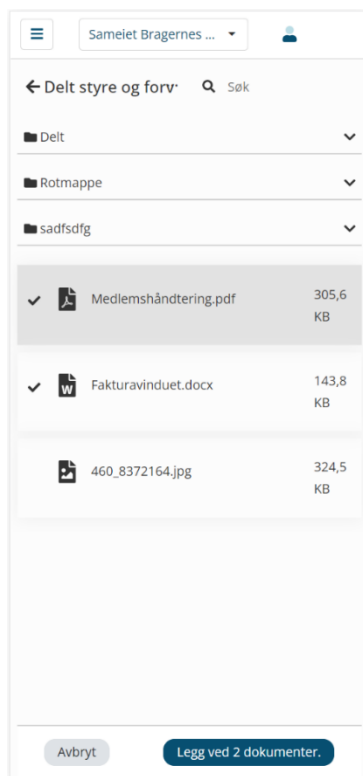 Sameiet Bragernes ...
Delt styre og forv
Søk
Delt
Rotmappe
sadfsdfg
Medlemshåndtering.pdf
305,6
KB
Fakturavinduet.docx
143,8
KB
460_8372164.jpg
324,5
KB
Avbryt
Legg ved 2 dokumenter.